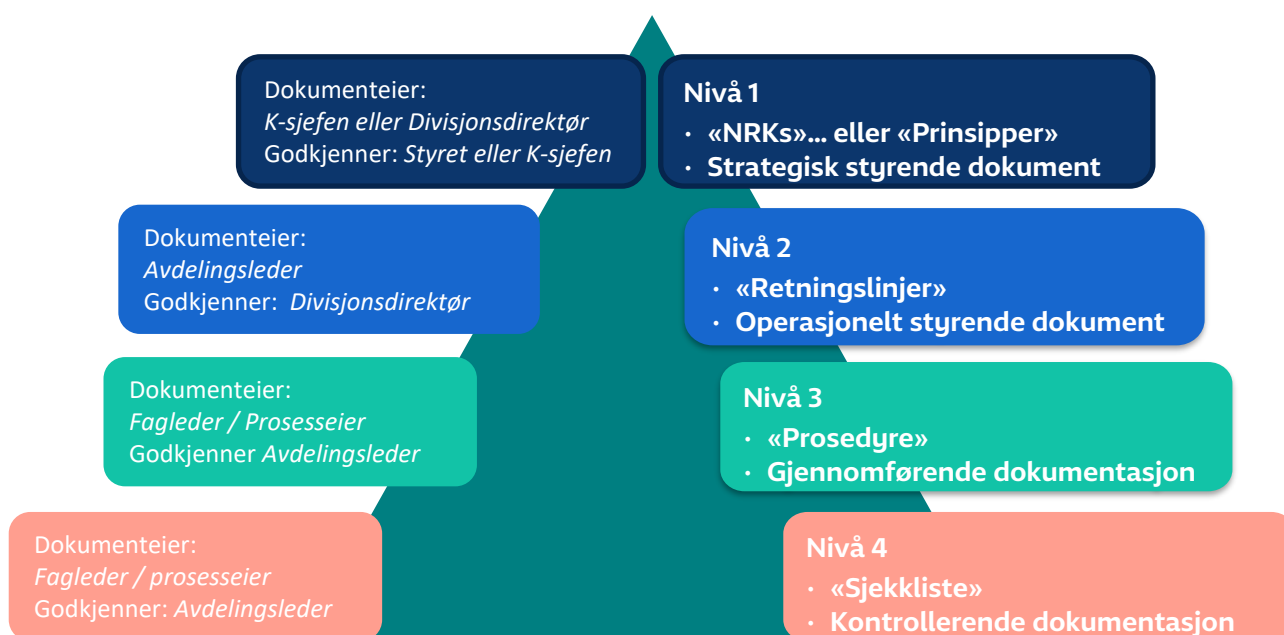 Dokumenteier:
K-sjefen eller Divisjonsdirektør
Godkjenner: Styret eller K-sjefen
Nivå 1
· «NRKs»... eller «Prinsipper»
· Strategisk styrende dokument
Dokumenteier:
Avdelingsleder
Godkjenner: Divisjonsdirektør
Nivå 2
· «Retningslinjer»
· Operasjonelt styrende dokument
Dokumenteier:
Fagleder / Prosesseier
Godkjenner Avdelingsleder
Nivå 3
· «Prosedyre»
· Gjennomførende dokumentasjon
Dokumenteier:
Fagleder / prosesseier
Godkjenner: Avdelingsleder
Nivå 4
· «Sjekkliste»
· Kontrollerende dokumentasjon